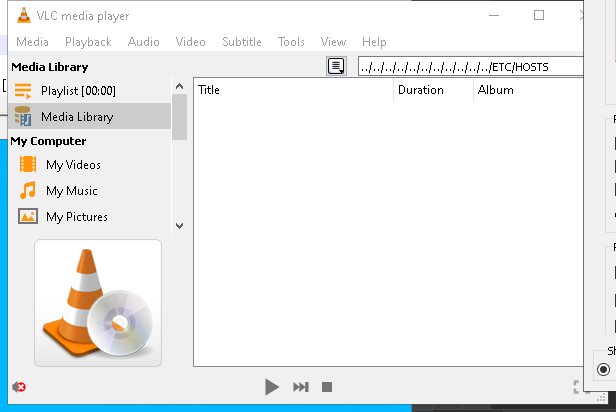 VLC media player
Media Playback Audio Video Subtitle Tools View Help
Media Library
../../../../../../../../../../../ETC/HOSTS
Playlist [00:00]
Title Duration Album
Media Library
My Computer
My Videos
My Music
My Pictures